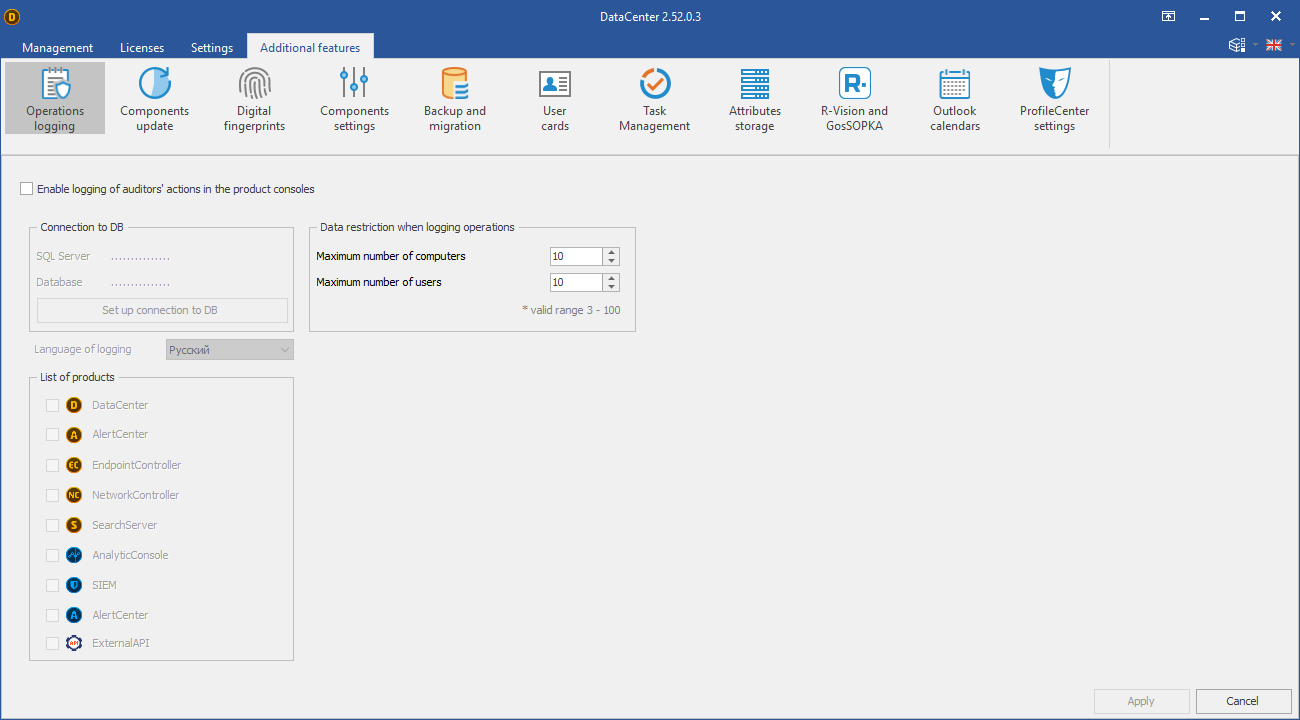 DataCenter 2.52.0.3
Management Licenses Settings Additional features
Operations logging
Components update
Digital fingerprints
Components settings
Backup and migration
User cards
Task Management
Attributes storage
R-Vision and GosSOPKA
Outlook calendars
ProfileCenter settings
Enable logging of auditors' actions in the product consoles
Connection to DB
SQL Server ...............
Database ...............
Set up connection to DB
Data restriction when logging operations
Maximum number of computers 10
Maximum number of users 10
* valid range 3 - 100
Language of logging Русский
List of products
D DataCenter
A AlertCenter
EC EndpointController
NC NetworkController
S SearchServer
AnalyticConsole
SIEM
A AlertCenter
API ExternalAPI
Apply Cancel